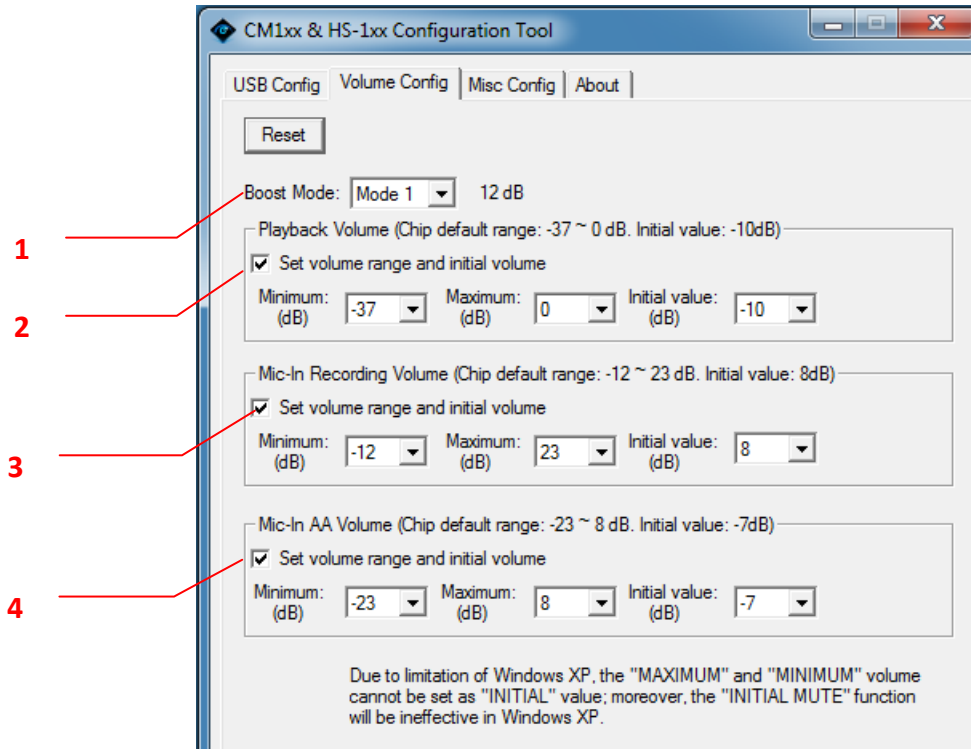 CM1xx & HS-1xx Configuration Tool
USB Config Volume Config Misc Config About
Reset
Boost Mode: Mode 1 12 dB
1
Playback Volume (Chip default range: -37 ~ 0 dB. Initial value: -10dB)
Set volume range and initial volume
2
Minimum: (dB) -37 Maximum: (dB) 0 Initial value: (dB) -10
Mic-In Recording Volume (Chip default range: -12 ~ 23 dB. Initial value: 8dB)
Set volume range and initial volume
3
Minimum: (dB) -12 Maximum: (dB) 23 Initial value: (dB) 8
Mic-In AA Volume (Chip default range: -23 ~ 8 dB. Initial value: -7dB)
Set volume range and initial volume
4
Minimum: (dB) -23 Maximum: (dB) 8 Initial value: (dB) -7
Due to limitation of Windows XP, the "MAXIMUM" and "MINIMUM" volume
cannot be set as "INITIAL" value; moreover, the "INITIAL MUTE" function
will be ineffective in Windows XP.